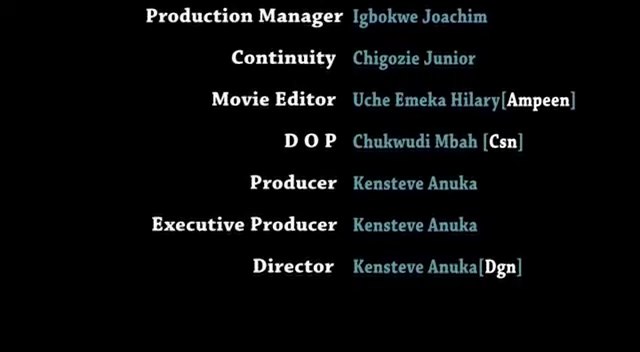 Production Manager Igbokwe Joachim
Continuity Chigozie Junior
Movie Editor Uche Emeka Hilary[Ampeen]
D O P Chukwudi Mbah [Csn]
Producer Kensteve Anuka
Executive Producer Kensteve Anuka
Director Kensteve Anuka[Dgn]